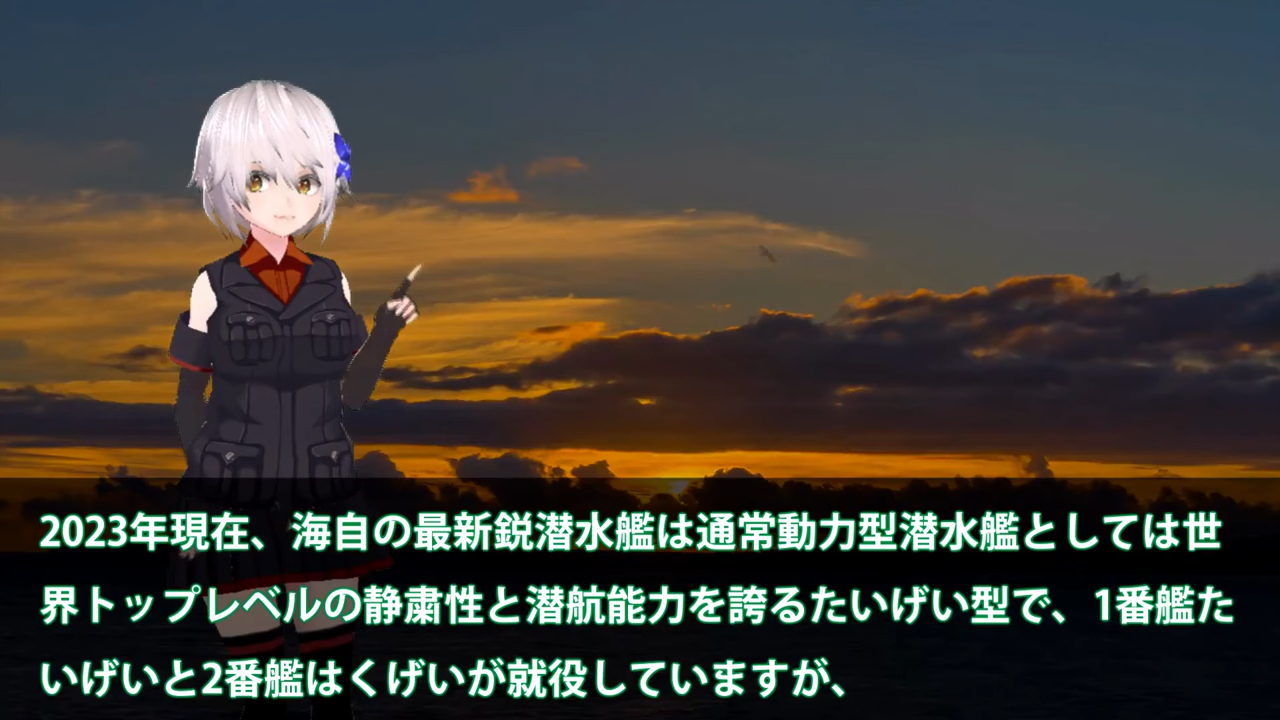 2023年現在、海自の最新鋭潜水艦は通常動力型潜水艦としては世
界トップレベルの静粛性と潜航能力を誇るたいげい型で、1番艦た
いげいと2番艦はくげいが就役していますが、